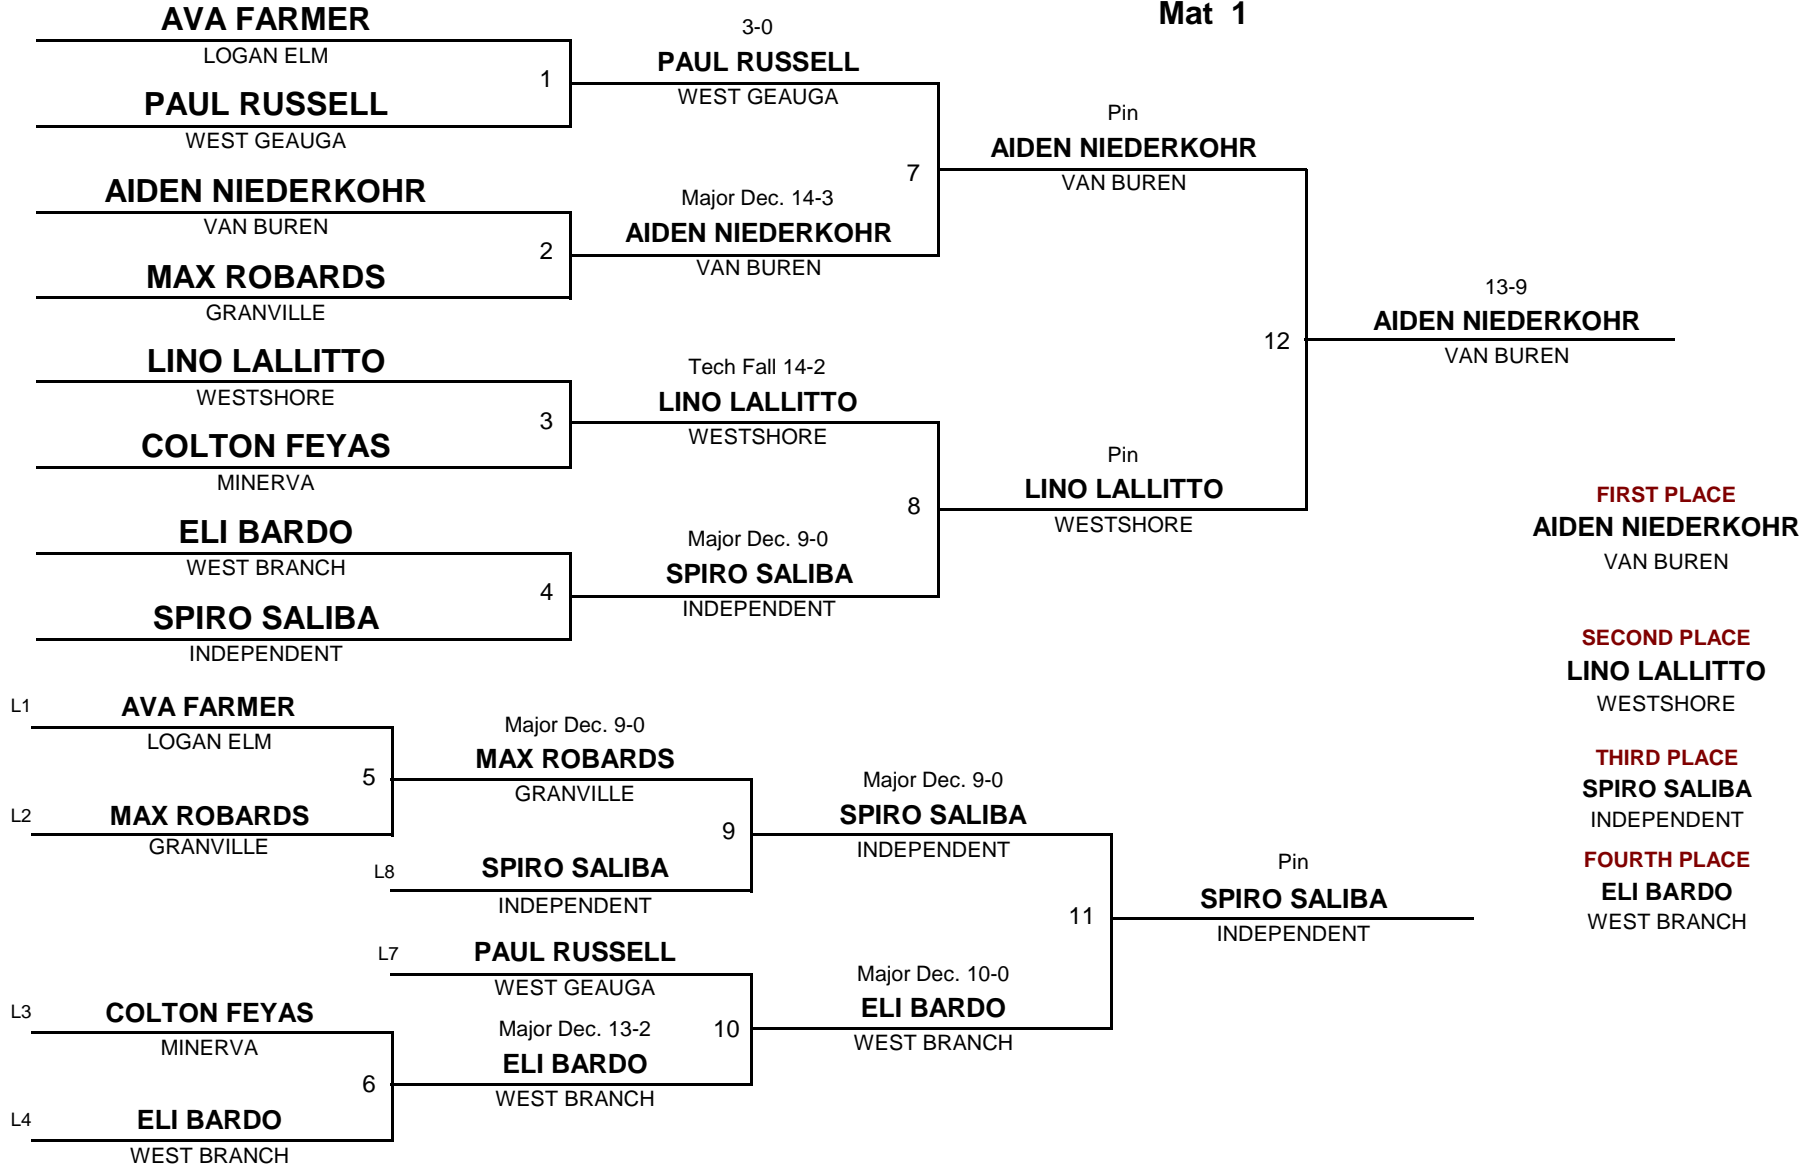 Mat 1
AVA FARMER
LOGAN ELM
1
PAUL RUSSELL
WEST GEAUGA
3-0
PAUL RUSSELL
WEST GEAUGA
AIDEN NIEDERKOHR
VAN BUREN
2
MAX ROBARDS
GRANVILLE
Major Dec. 14-3
AIDEN NIEDERKOHR
VAN BUREN
7
Pin
AIDEN NIEDERKOHR
VAN BUREN
LINO LALLITTO
WESTSHORE
3
COLTON FEYAS
MINERVA
Tech Fall 14-2
LINO LALLITTO
WESTSHORE
ELI BARDO
WEST BRANCH
4
SPIRO SALIBA
INDEPENDENT
Major Dec. 9-0
SPIRO SALIBA
INDEPENDENT
8
Pin
LINO LALLITTO
WESTSHORE
12
13-9
AIDEN NIEDERKOHR
VAN BUREN
FIRST PLACE
AIDEN NIEDERKOHR
VAN BUREN
SECOND PLACE
LINO LALLITTO
WESTSHORE
THIRD PLACE
SPIRO SALIBA
INDEPENDENT
FOURTH PLACE
ELI BARDO
WEST BRANCH
L1
AVA FARMER
LOGAN ELM
5
L2
MAX ROBARDS
GRANVILLE
Major Dec. 9-0
MAX ROBARDS
GRANVILLE
9
L8
SPIRO SALIBA
INDEPENDENT
Major Dec. 9-0
SPIRO SALIBA
INDEPENDENT
L7
PAUL RUSSELL
WEST GEAUGA
L3
COLTON FEYAS
MINERVA
6
L4
ELI BARDO
WEST BRANCH
Major Dec. 13-2
ELI BARDO
WEST BRANCH
10
Major Dec. 10-0
ELI BARDO
WEST BRANCH
11
Pin
SPIRO SALIBA
INDEPENDENT